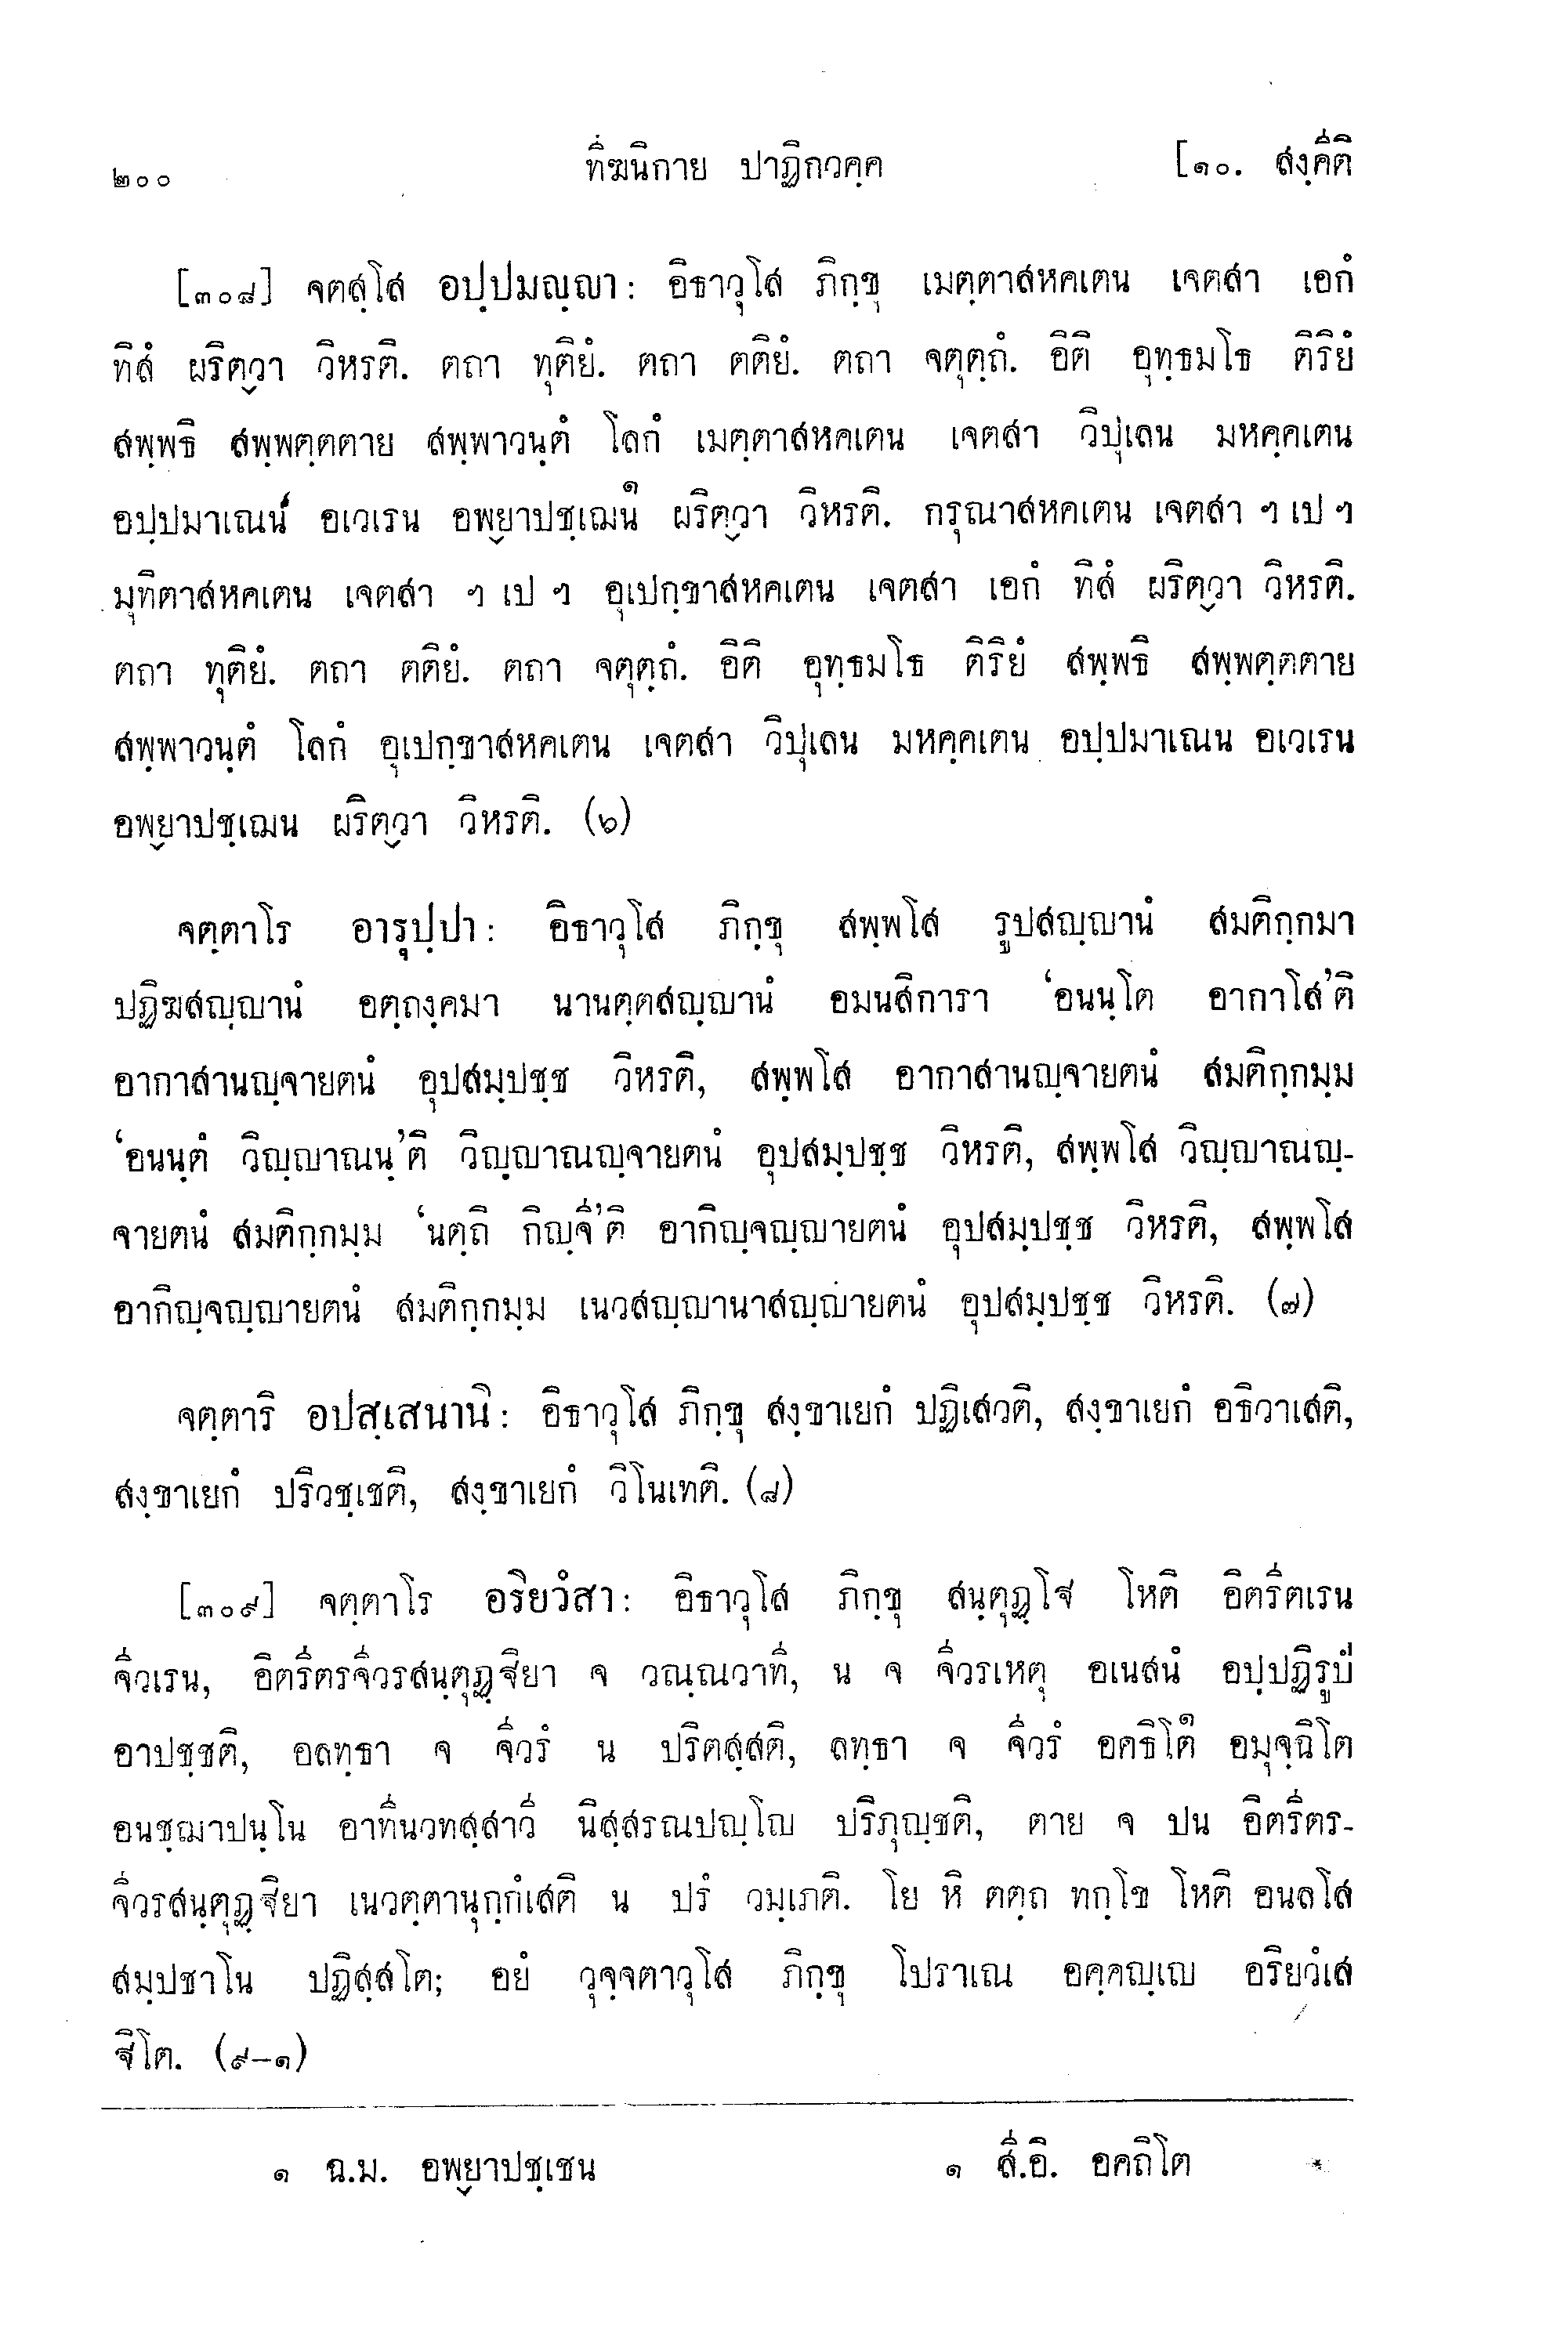 ๒๐๐ ทีฆนิกาย ปาฏิกวคฺค [๑๐. สงฺคีติ
[๓๐๘] จตสฺโส อปฺปมญฺญา: อิธาวุโส ภิกฺขุ เมตฺตาสหคเตน เจตสา เอกํ
ทิสํ ผริตฺวา วิหรติ. ตถา ทุติยํ. ตถา ตติยํ. ตถา จตุตฺถํ. อิติ อุทฺธมโธ ติริยํ
สพฺพธิ สพฺพตฺตตาย สพฺพาวนฺตํ โลกํ เมตฺตาสหคเตน เจตสา วิปุเลน มหคฺคเตน
อปฺปมาเณน อเวเรน อพฺยาปชฺเฌน๑ ผริตฺวา วิหรติ. กรุณาสหคเตน เจตสา ฯ เป ฯ
มุทิตาสหคเตน เจตสา ฯ เป ฯ อุเปกฺขาสหคเตน เจตสา เอกํ ทิสํ ผริตฺวา วิหรติ.
ตถา ทุติยํ. ตถา ตติยํ. ตถา จตุตฺถํ. อิติ อุทฺธมโธ ติริยํ สพฺพธิ สพฺพตฺตตาย
สพฺพาวนฺตํ โลกํ อุเปกฺขาสหคเตน เจตสา วิปุเลน มหคฺคเตน อปฺปมาเณน อเวเรน
อพฺยาปชฺเฌน ผริตฺวา วิหรติ. (๖)
จตฺตาโร อารุปฺปา: อิธาวุโส ภิกฺขุ สพฺพโส รูปสญฺญานํ สมติกฺกมา
ปฏิฆสญฺญานํ อตฺถงฺคมา นานตฺตสญฺญานํ อมนสิการา ‘อนนฺโต อากาโส’ติ
อากาสานญฺจายตนํ อุปสมฺปชฺช วิหรติ, สพฺพโส อากาสานญฺจายตนํ สมติกฺกมฺม
‘อนนฺตํ วิญฺญาณนฺ’ติ วิญฺญาณญฺจายตนํ อุปสมฺปชฺช วิหรติ, สพฺพโส วิญฺญาณญฺ-
จายตนํ สมติกฺกมฺม ‘นตฺถิ กิญฺจี’ติ อากิญฺจญฺญายตนํ อุปสมฺปชฺช วิหรติ, สพฺพโส
อากิญฺจญฺญายตนํ สมติกฺกมฺม เนวสญฺญานาสญฺญายตนํ อุปสมฺปชฺช วิหรติ. (๗)
จตฺตาริ อปสฺเสนานิ: อิธาวุโส ภิกฺขุ สงฺขาเยกํ ปฏิเสวติ, สงฺขาเยกํ อธิวาเสติ,
สงฺขาเยกํ ปริวชฺเชติ, สงฺขาเยกํ วิโนเทติ. (๘)
[๓๐๙] จตฺตาโร อริยวํสา: อิธาวุโส ภิกฺขุ สนฺตุฏฺโฐ โหติ อิตรีตเรน
จีวเรน, อิตรีตรจีวรสนฺตุฏฺฐิยา จ วณฺณวาที, น จ จีวรเหตุ อเนสนํ อปฺปฏิรูปํ
อาปชฺชติ, อลทฺธา จ จีวรํ น ปริตสฺสติ, ลทฺธา จ จีวรํ อคธิโต๑ อมุจฺฉิโต
อนชฺฌาปนฺโน อาทีนวทสฺสาวี นิสฺสรณปญฺโญ ปริภุญฺชติ, ตาย จ ปน อิตรีตร-
จีวรสนฺตุฏฺฐิยา เนวตฺตานุกฺกํเสติ น ปรํ วมฺเภติ. โย หิ ตตฺถ ทกฺโข โหติ อนลโส
สมฺปชาโน ปฏิสฺสโต; อยํ วุจฺจตาวุโส ภิกฺขุ โปราเณ อคฺคญฺเญ อริยวํเส
ฐิโต. (๙-๑)
๑ ฉ.ม. อพฺยาปชฺเชน ๑ สี.อิ. อคถิโต